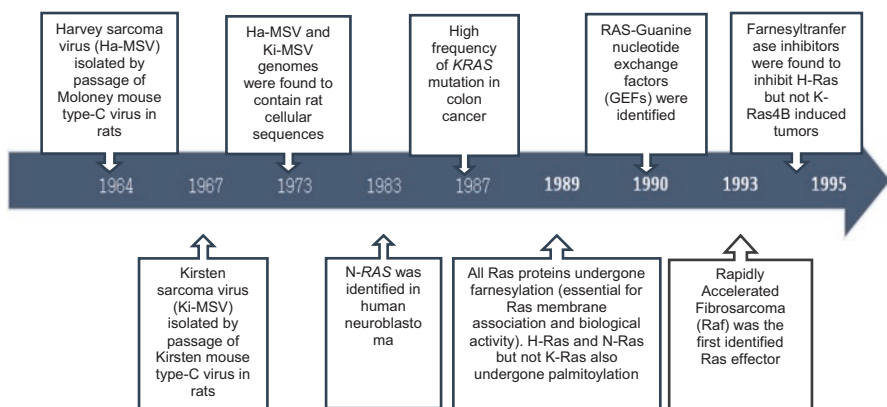 Harvey sarcoma
virus (Ha-MSV)
isolated by
passage of
Moloney mouse
type-C virus in
rats
Ha-MSV and
Ki-MSV
genomes
were found to
contain rat
cellular
sequences
High
frequency
of KRAS
mutation in
colon
cancer
RAS-Guanine
nucleotide
exchange
factors
(GEFs) were
identified
Farnesyltranfer
ase inhibitors
were found to
inhibit H-Ras
but not K-
Ras4B induced
tumors
1964 1967 1973 1983 1987 1989 1990 1993 1995
Kirsten
sarcoma virus
(Ki-MSV)
isolated by
passage of
Kirsten mouse
type-C virus in
rats
N-RAS was
identified in
human
neuroblasto
ma
All Ras proteins undergone
farnesylation (essential for
Ras membrane
association and biological
activity). H-Ras and N-Ras
but not K-Ras also
undergone palmitoylation
Rapidly
Accelerated
Fibrosarcoma
(Raf) was the
first identified
Ras effector